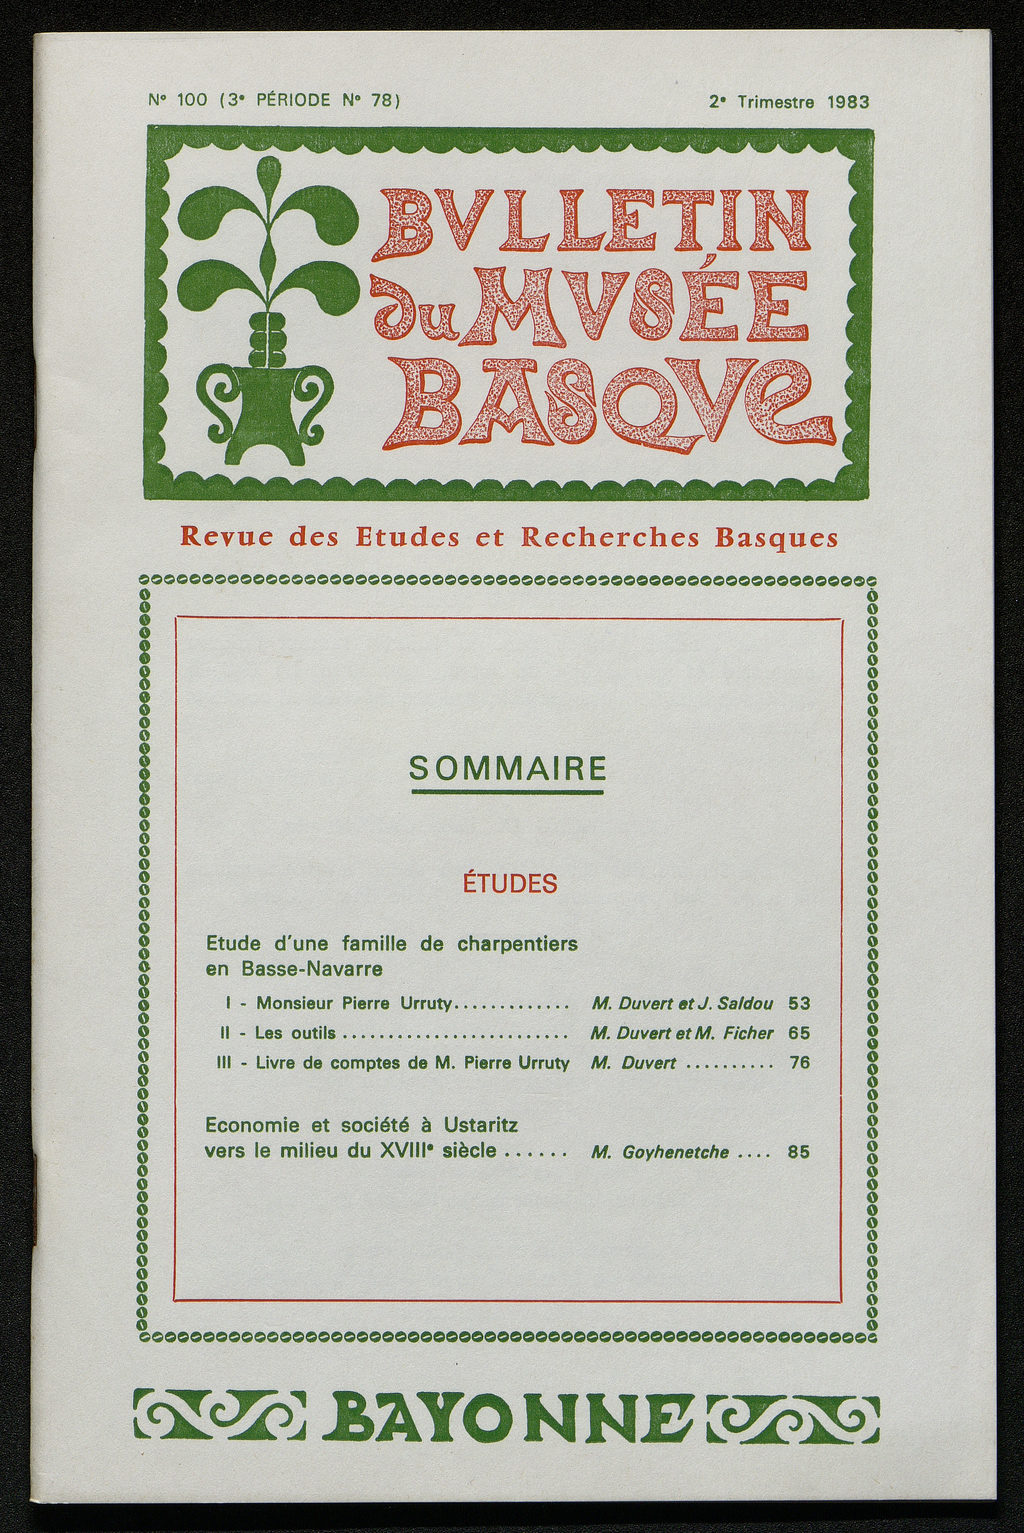 N° 100 (3e PÉRIODE N° 78)
2e Trimestre 1983
BVLLETIN
du MVSÉE
BASQVE
Revue des Etudes et Recherches Basques
SOMMAIRE
ÉTUDES
Etude d'une famille de charpentiers
en Basse-Navarre
I - Monsieur Pierre Urruty............. M. Duvert et J. Saldou 53
II - Les outils ......................... M. Duvert et M. Ficher 65
III - Livre de comptes de M. Pierre Urruty M. Duvert .......... 76
Economie et société à Ustaritz
vers le milieu du XVIIIe siècle ...... M. Goyhenetche .... 85
BAYONNE